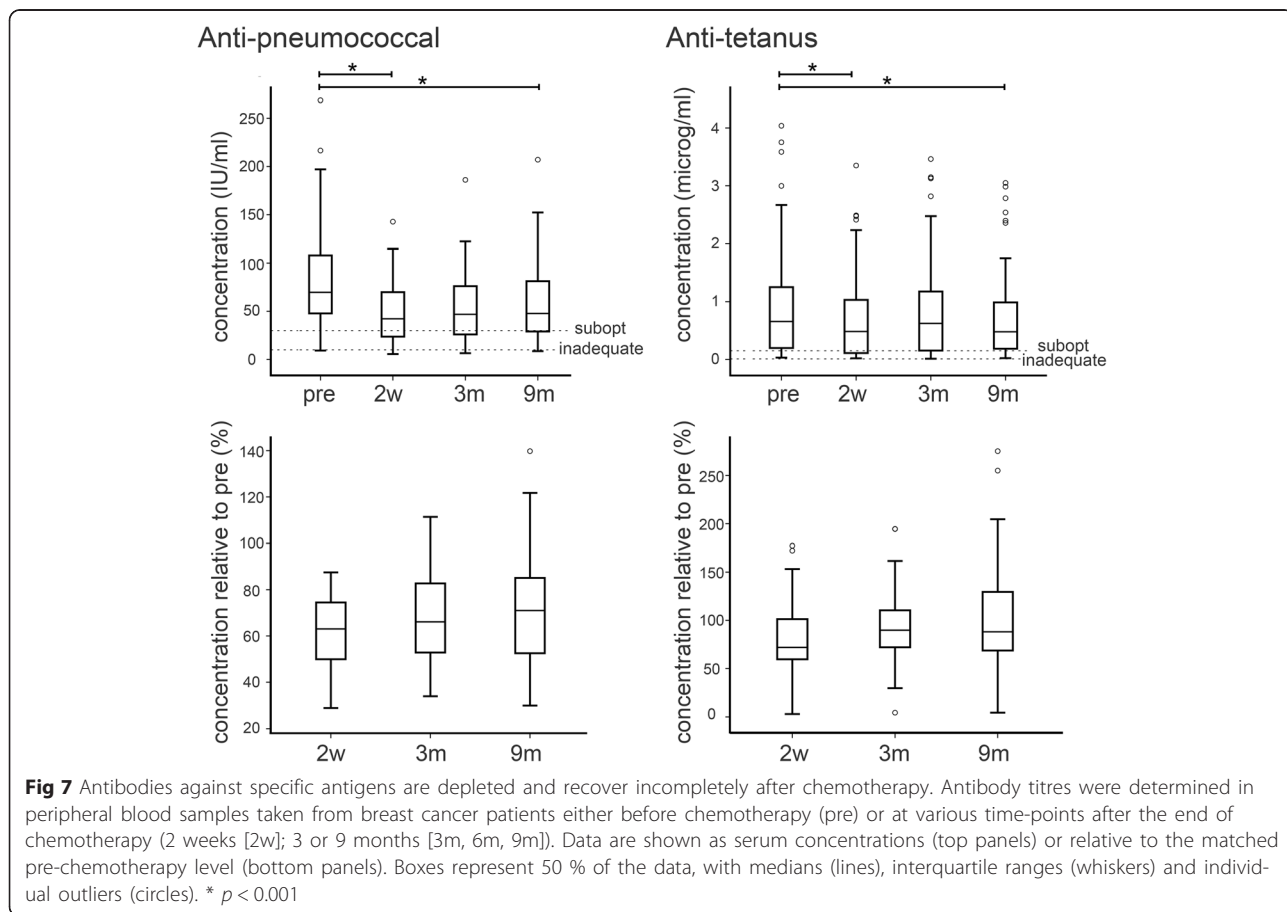 Anti-pneumococcal
*
*
concentration (IU/ml)
250
200
150
100
50
0
subopt
inadequate
pre 2w 3m 9m
Anti-tetanus
*
*
concentration (microg/ml)
4
3
2
1
0
subopt
inadequate
pre 2w 3m 9m
concentration relative to pre (%)
140
120
100
80
60
40
20
2w 3m 9m
concentration relative to pre (%)
250
200
150
100
50
0
2w 3m 9m
Fig 7 Antibodies against specific antigens are depleted and recover incompletely after chemotherapy. Antibody titres were determined in
peripheral blood samples taken from breast cancer patients either before chemotherapy (pre) or at various time-points after the end of
chemotherapy (2 weeks [2w]; 3 or 9 months [3m, 6m, 9m]). Data are shown as serum concentrations (top panels) or relative to the matched
pre-chemotherapy level (bottom panels). Boxes represent 50 % of the data, with medians (lines), interquartile ranges (whiskers) and individ-
ual outliers (circles). * p < 0.001